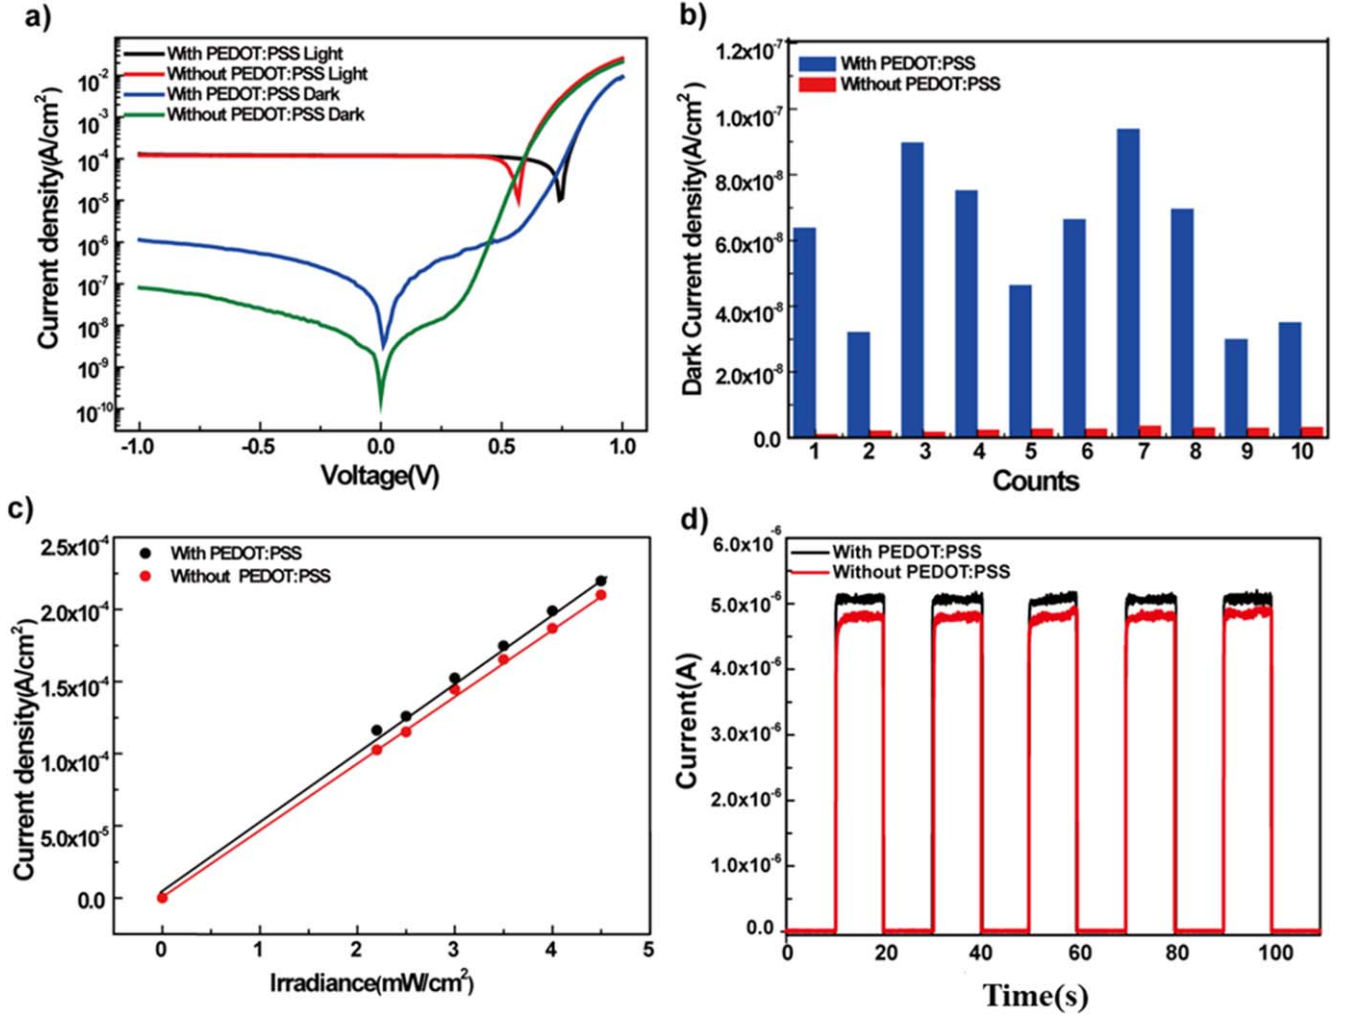 a)
With PEDOT:PSS Light
Without PEDOT:PSS Light
With PEDOT:PSS Dark
Without PEDOT:PSS Dark
Current density(A/cm²)
10⁻²
10⁻³
10⁻⁴
10⁻⁵
10⁻⁶
10⁻⁷
10⁻⁸
10⁻⁹
10⁻¹⁰
-1.0 -0.5 0.0 0.5 1.0
Voltage(V)
b)
With PEDOT:PSS
Without PEDOT:PSS
Dark Current density(A/cm²)
1.2x10⁻⁷
1.0x10⁻⁷
8.0x10⁻⁸
6.0x10⁻⁸
4.0x10⁻⁸
2.0x10⁻⁸
0.0
1 2 3 4 5 6 7 8 9 10
Counts
c)
With PEDOT:PSS
Without PEDOT:PSS
Current density(A/cm²)
2.5x10⁻⁴
2.0x10⁻⁴
1.5x10⁻⁴
1.0x10⁻⁴
5.0x10⁻⁵
0.0
0 1 2 3 4 5
Irradiance(mW/cm²)
d)
With PEDOT:PSS
Without PEDOT:PSS
Current(A)
6.0x10⁻⁶
5.0x10⁻⁶
4.0x10⁻⁶
3.0x10⁻⁶
2.0x10⁻⁶
1.0x10⁻⁶
0.0
0 20 40 60 80 100
Time(s)